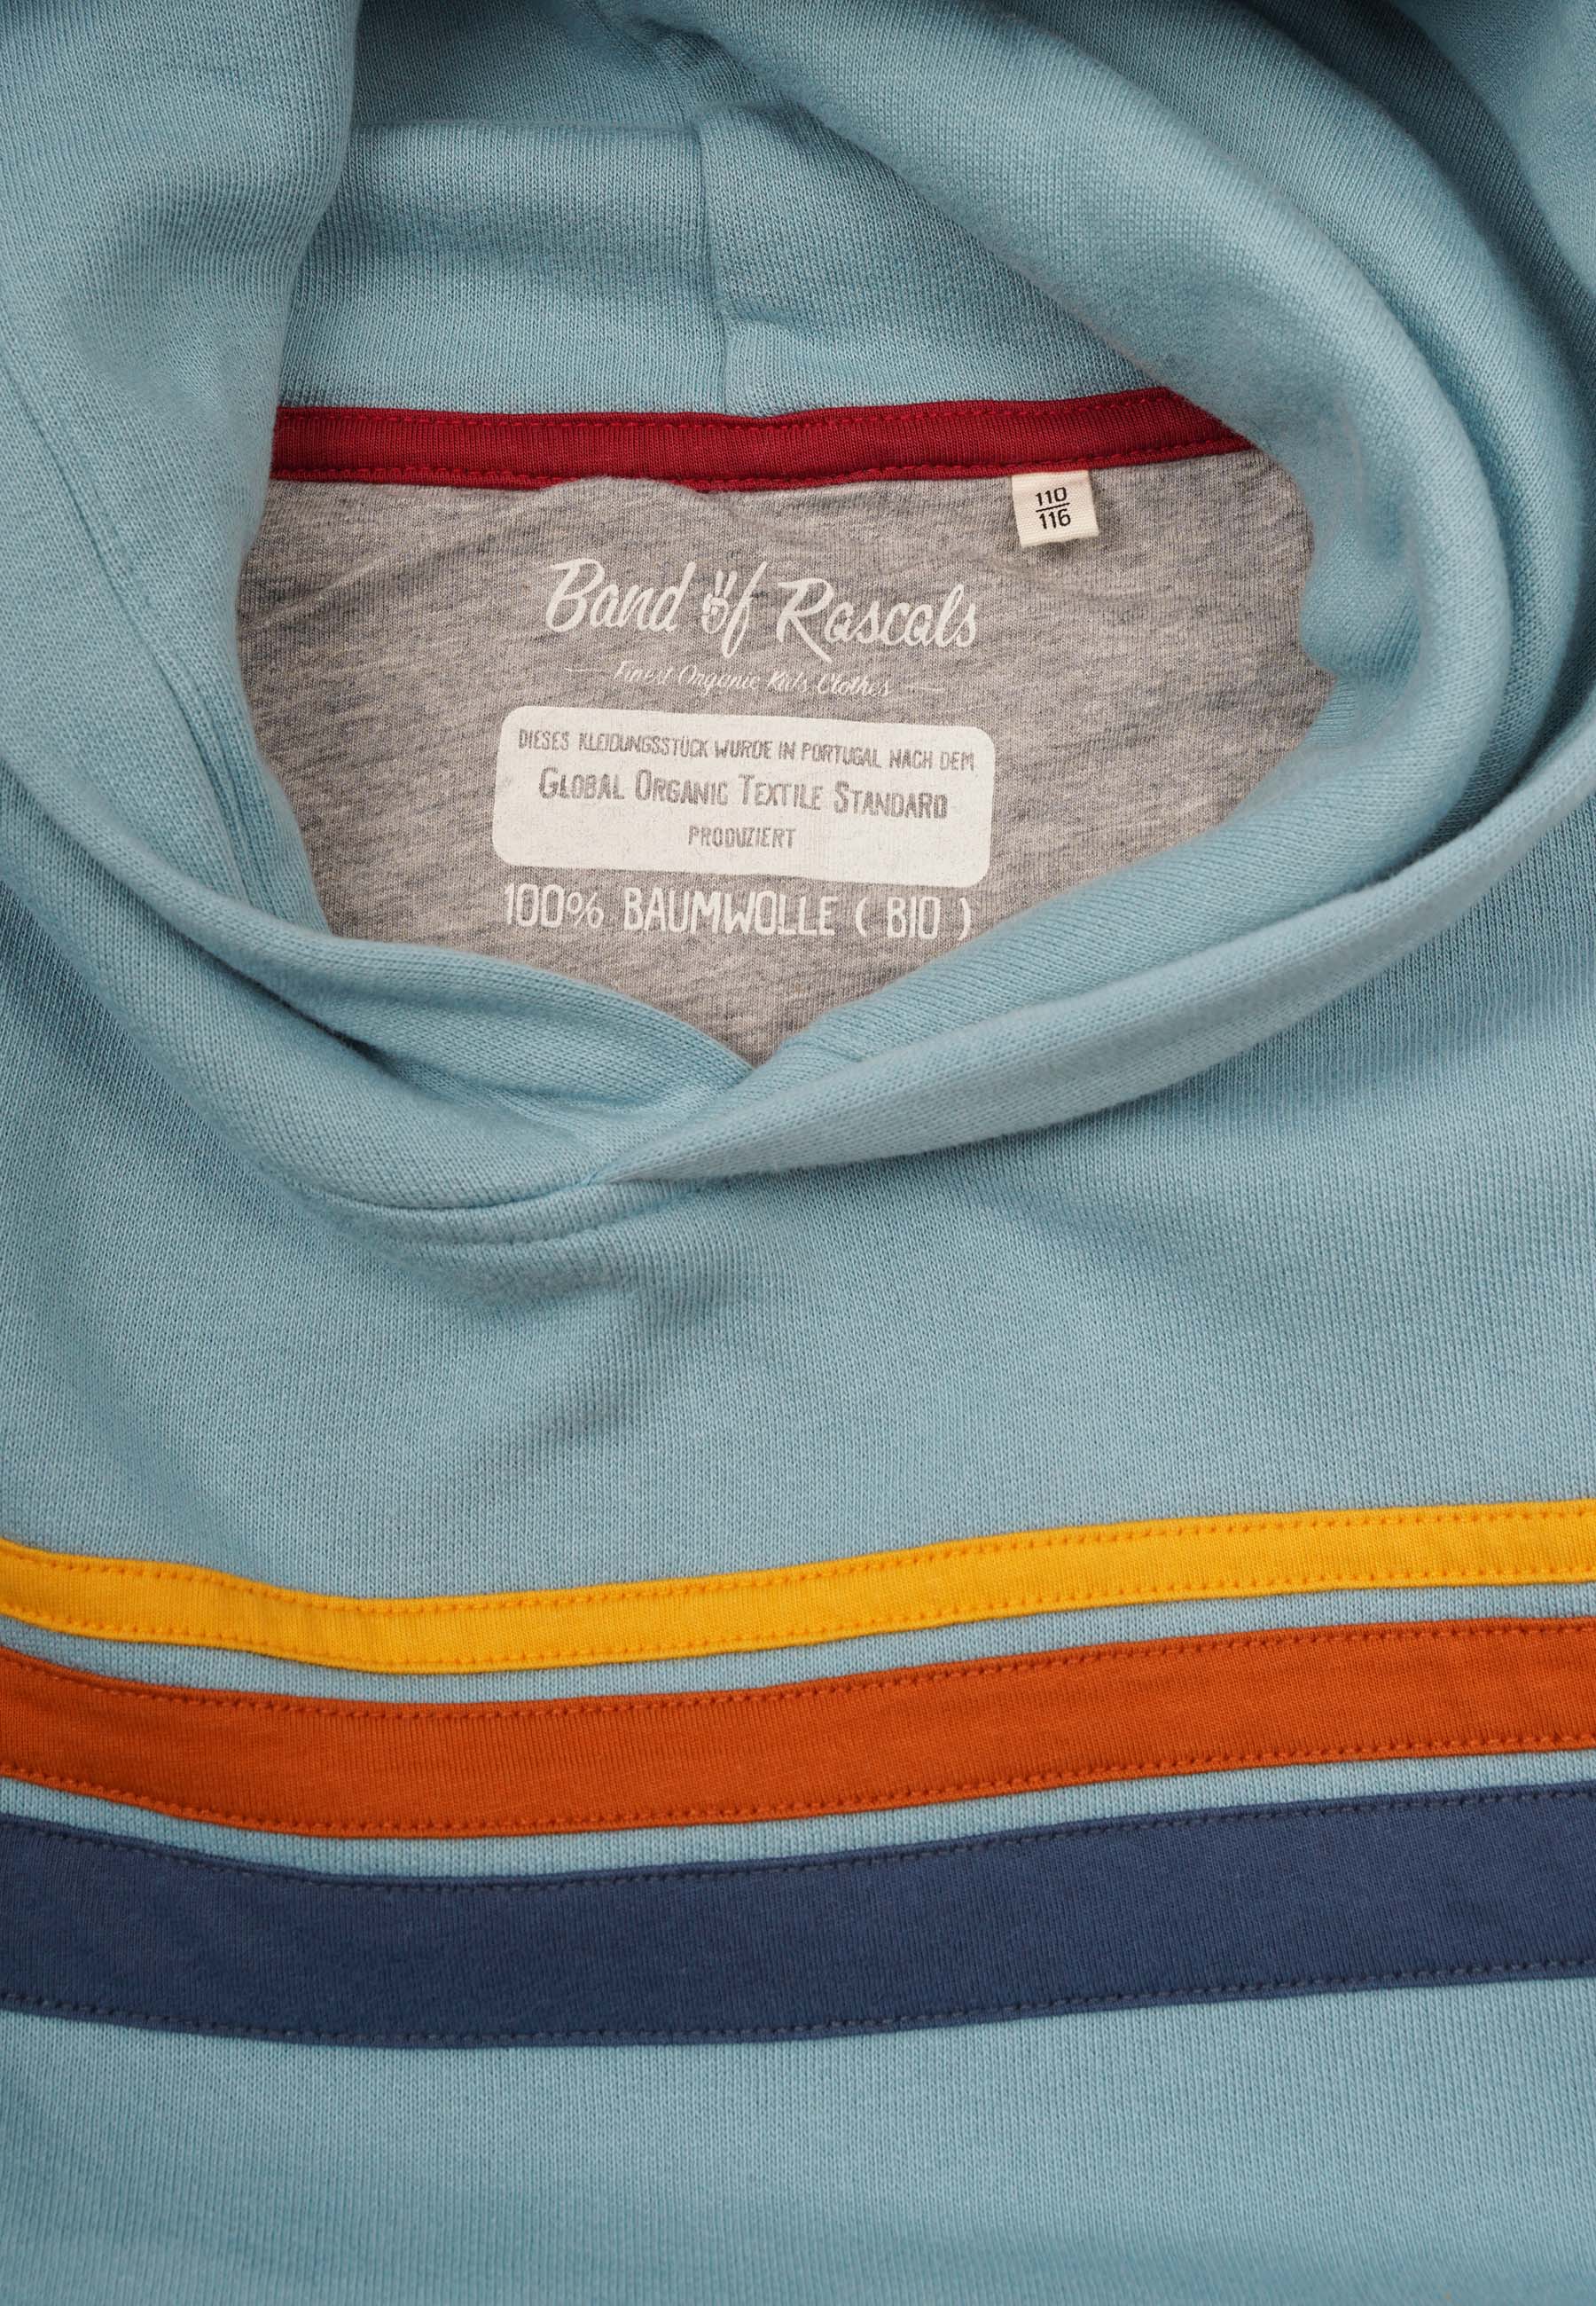 110
116
Band of Rascals
Finest Organic Kids Clothes
DIESES KLEIDUNGSSTÜCK WURDE IN PORTUGAL NACH DEM
GLOBAL ORGANIC TEXTILE STANDARD
PRODUZIERT
100% BAUMWOLLE ( BIO )